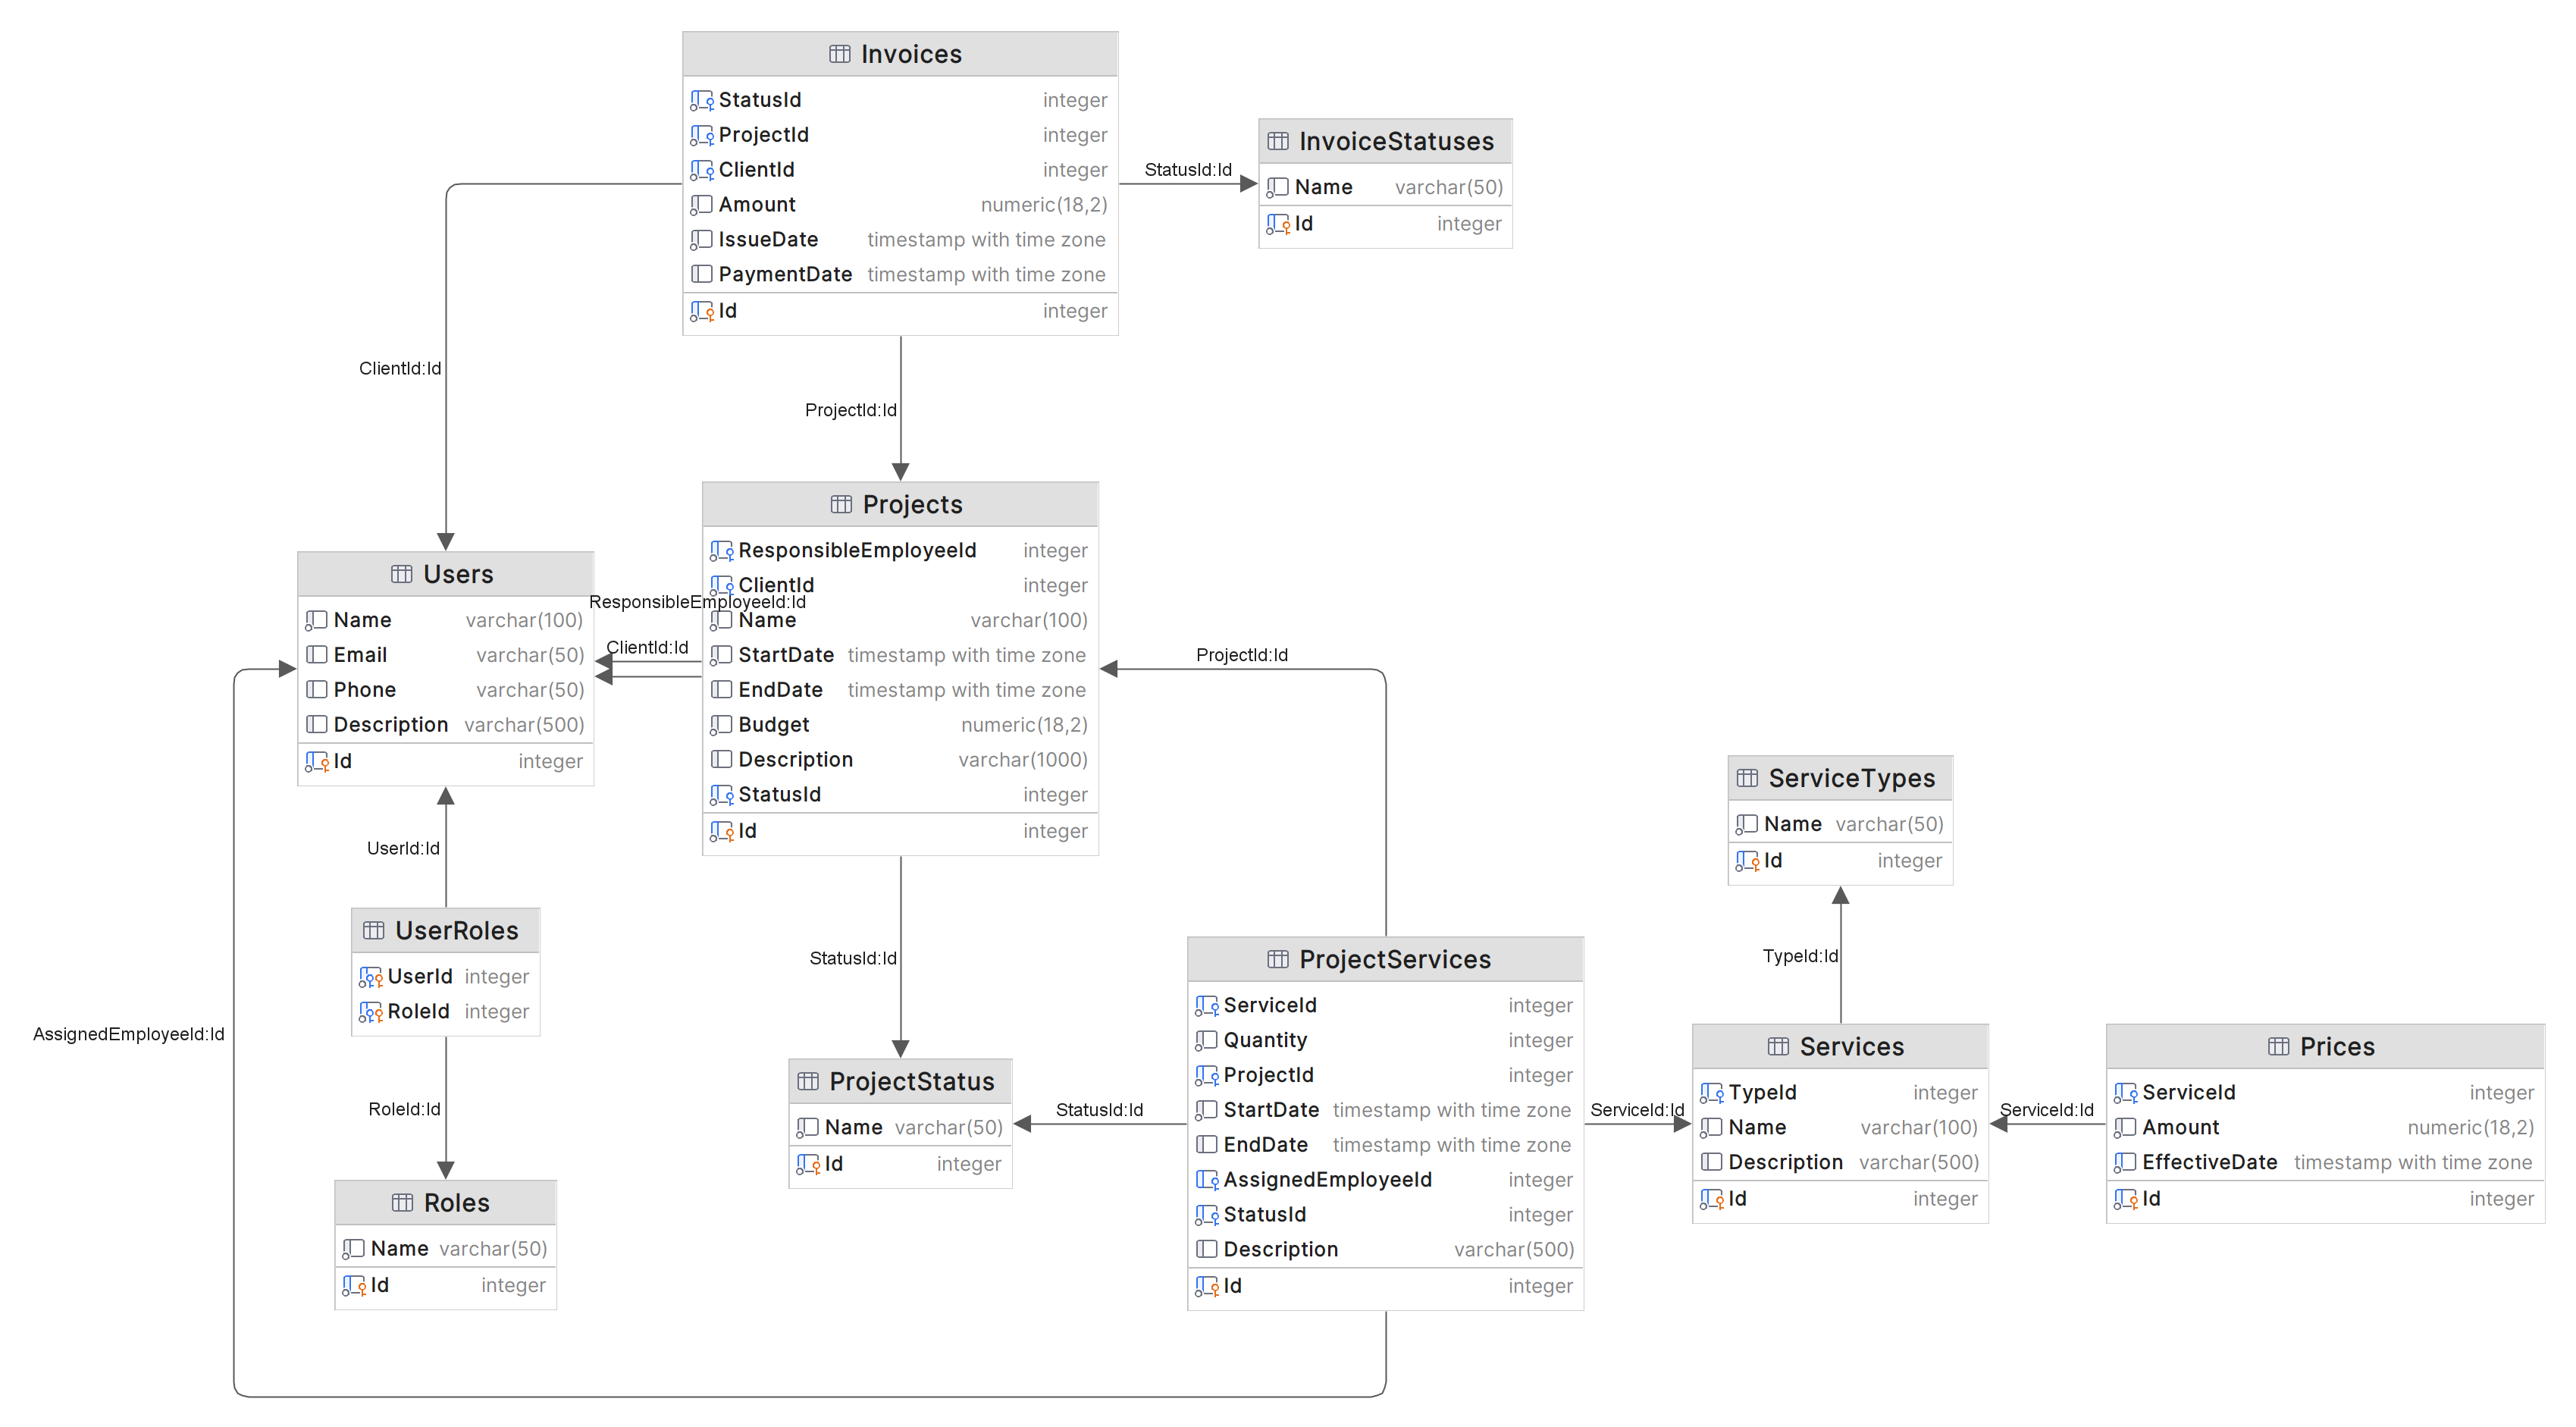 Invoices
StatusId integer
ProjectId integer
ClientId integer
Amount numeric(18,2)
IssueDate timestamp with time zone
PaymentDate timestamp with time zone
Id integer
InvoiceStatuses
Name varchar(50)
Id integer
StatusId:Id
ClientId:Id
ProjectId:Id
Projects
ResponsibleEmployeeId integer
ClientId integer
Name varchar(100)
StartDate timestamp with time zone
EndDate timestamp with time zone
Budget numeric(18,2)
Description varchar(1000)
StatusId integer
Id integer
Users
Name varchar(100)
Email varchar(50)
Phone varchar(50)
Description varchar(500)
Id integer
ResponsibleEmployeeId:Id
ClientId:Id
ProjectId:Id
UserId:Id
UserRoles
UserId integer
RoleId integer
AssignedEmployeeId:Id
RoleId:Id
Roles
Name varchar(50)
Id integer
StatusId:Id
ProjectStatus
Name varchar(50)
Id integer
StatusId:Id
ProjectServices
ServiceId integer
Quantity integer
ProjectId integer
StartDate timestamp with time zone
EndDate timestamp with time zone
AssignedEmployeeId integer
StatusId integer
Description varchar(500)
Id integer
ServiceId:Id
ServiceTypes
Name varchar(50)
Id integer
TypeId:Id
Services
TypeId integer
Name varchar(100)
Description varchar(500)
Id integer
ServiceId:Id
Prices
ServiceId integer
Amount numeric(18,2)
EffectiveDate timestamp with time zone
Id integer